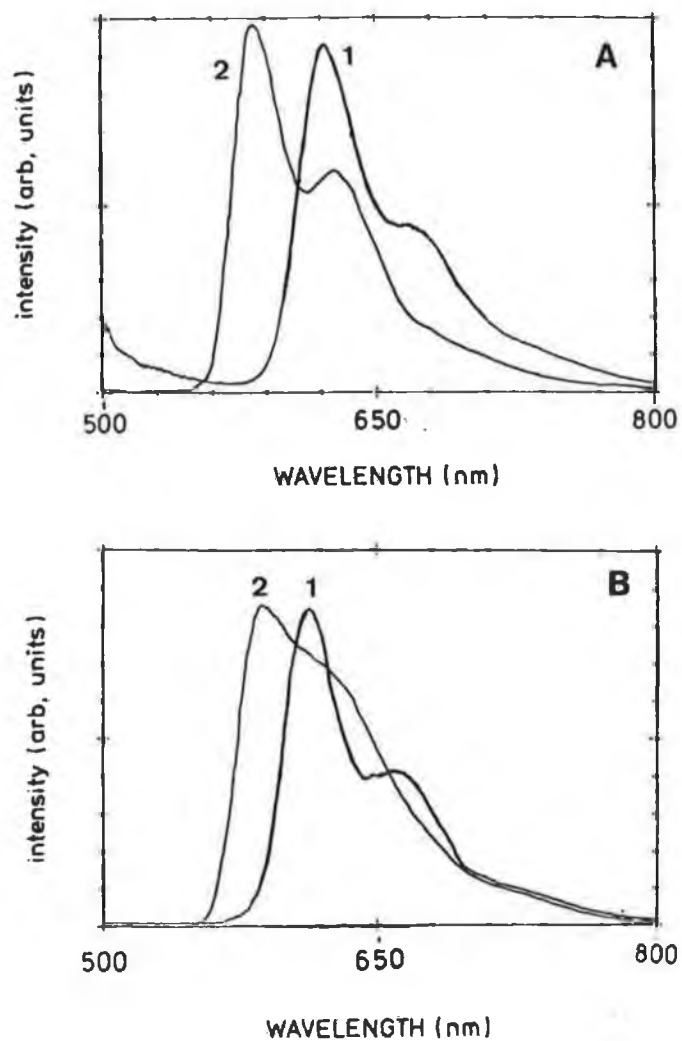 A
2 1
intensity (arb, units)
500 650 800
WAVELENGTH (nm)
B
2 1
intensity (arb, units)
500 650 800
WAVELENGTH (nm)